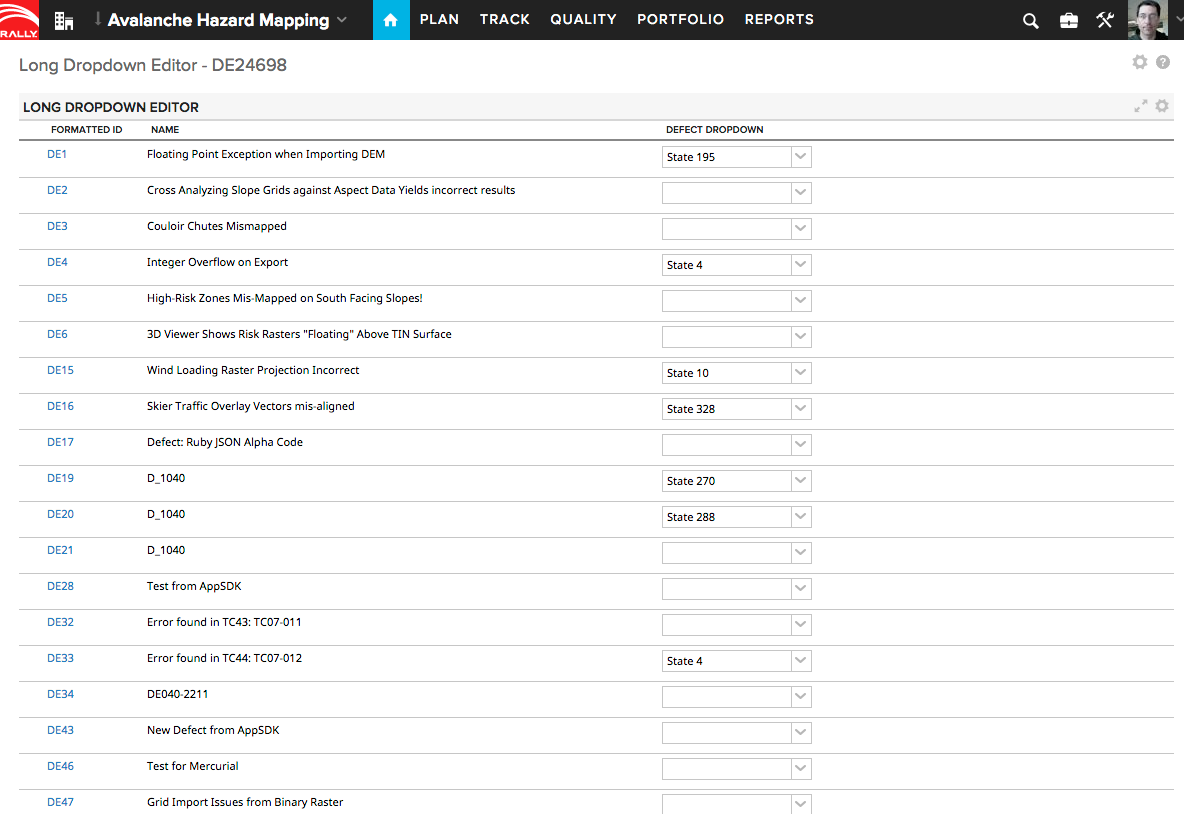 RALLY Avalanche Hazard Mapping PLAN TRACK QUALITY PORTFOLIO REPORTS
Long Dropdown Editor - DE24698
LONG DROPDOWN EDITOR
FORMATTED ID NAME DEFECT DROPDOWN
DE1 Floating Point Exception when Importing DEM State 195
DE2 Cross Analyzing Slope Grids against Aspect Data Yields incorrect results
DE3 Couloir Chutes Mismapped
DE4 Integer Overflow on Export State 4
DE5 High-Risk Zones Mis-Mapped on South Facing Slopes!
DE6 3D Viewer Shows Risk Rasters "Floating" Above TIN Surface
DE15 Wind Loading Raster Projection Incorrect State 10
DE16 Skier Traffic Overlay Vectors mis-aligned State 328
DE17 Defect: Ruby JSON Alpha Code
DE19 D_1040 State 270
DE20 D_1040 State 288
DE21 D_1040
DE28 Test from AppSDK
DE32 Error found in TC43: TC07-011
DE33 Error found in TC44: TC07-012 State 4
DE34 DE040-2211
DE43 New Defect from AppSDK
DE46 Test for Mercurial
DE47 Grid Import Issues from Binary Raster